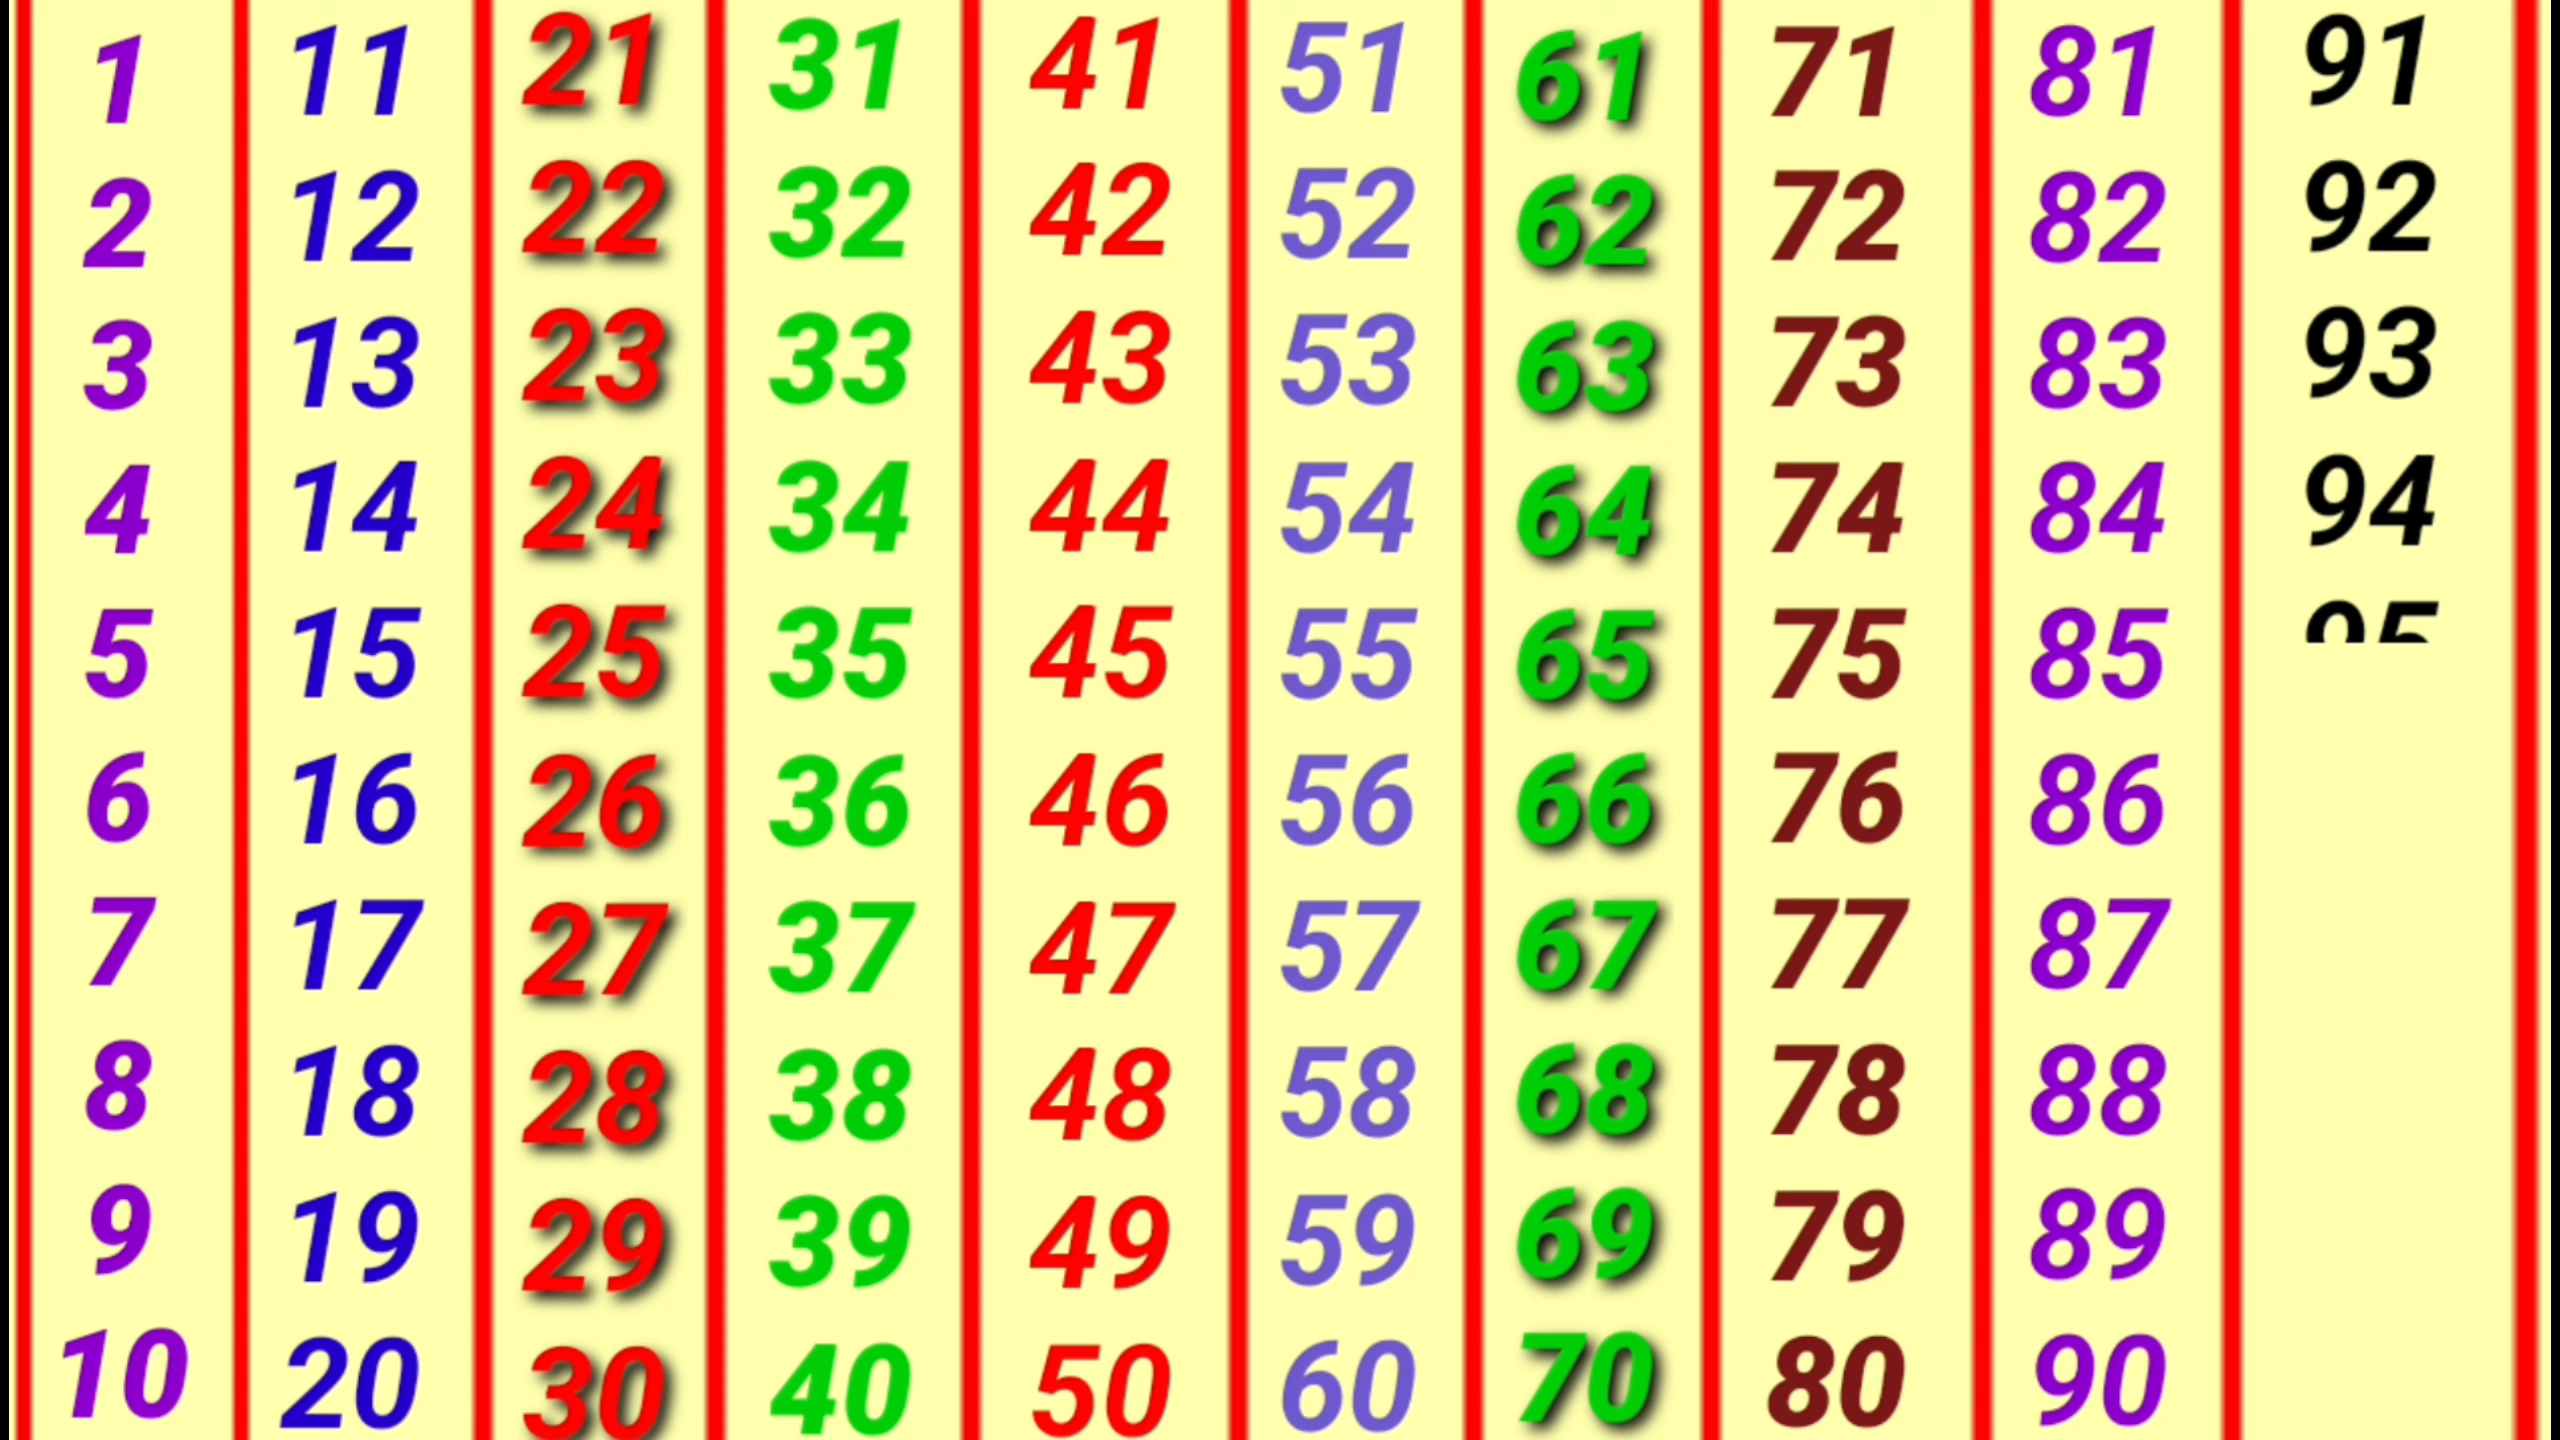 1 11 21 31 41 51 61 71 81 91
2 12 22 32 42 52 62 72 82 92
3 13 23 33 43 53 63 73 83 93
4 14 24 34 44 54 64 74 84 94
5 15 25 35 45 55 65 75 85 95
6 16 26 36 46 56 66 76 86
7 17 27 37 47 57 67 77 87
8 18 28 38 48 58 68 78 88
9 19 29 39 49 59 69 79 89
10 20 30 40 50 60 70 80 90